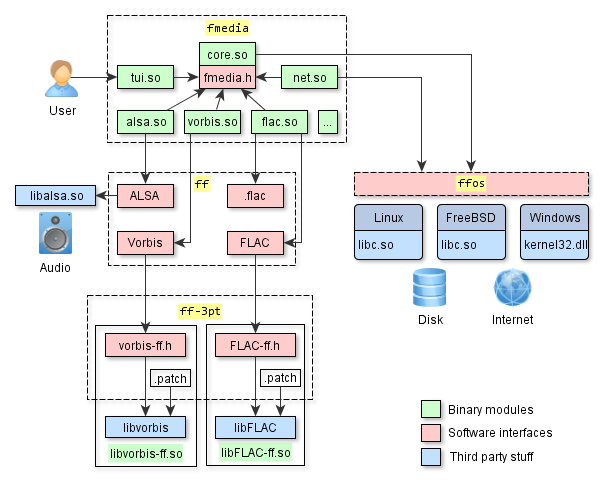 fmedia
core.so
tui.so
fmedia.h
net.so
User
alsa.so
vorbis.so
flac.so
...
ff
ffos
libalsa.so
ALSA
.flac
Linux
FreeBSD
Windows
Vorbis
FLAC
libc.so
libc.so
kernel32.dll
Audio
Disk
Internet
ff-3pt
vorbis-ff.h
FLAC-ff.h
.patch
.patch
libvorbis
libFLAC
libvorbis-ff.so
libFLAC-ff.so
Binary modules
Software interfaces
Third party stuff